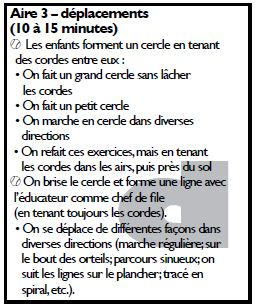 Aire 3 – déplacements
(10 à 15 minutes)
Les enfants forment un cercle en tenant
des cordes entre eux :
• On fait un grand cercle sans lâcher
les cordes
• On fait un petit cercle
• On marche en cercle dans diverses
directions
• On refait ces exercices, mais en tenant
les cordes dans les airs, puis près du sol
On brise le cercle et forme une ligne avec
l'éducateur comme chef de file
(en tenant toujours les cordes).
• On se déplace de différentes façons dans
diverses directions (marche régulière; sur
le bout des orteils; parcours sinueux; on
suit les lignes sur le plancher; tracé en
spiral, etc.).